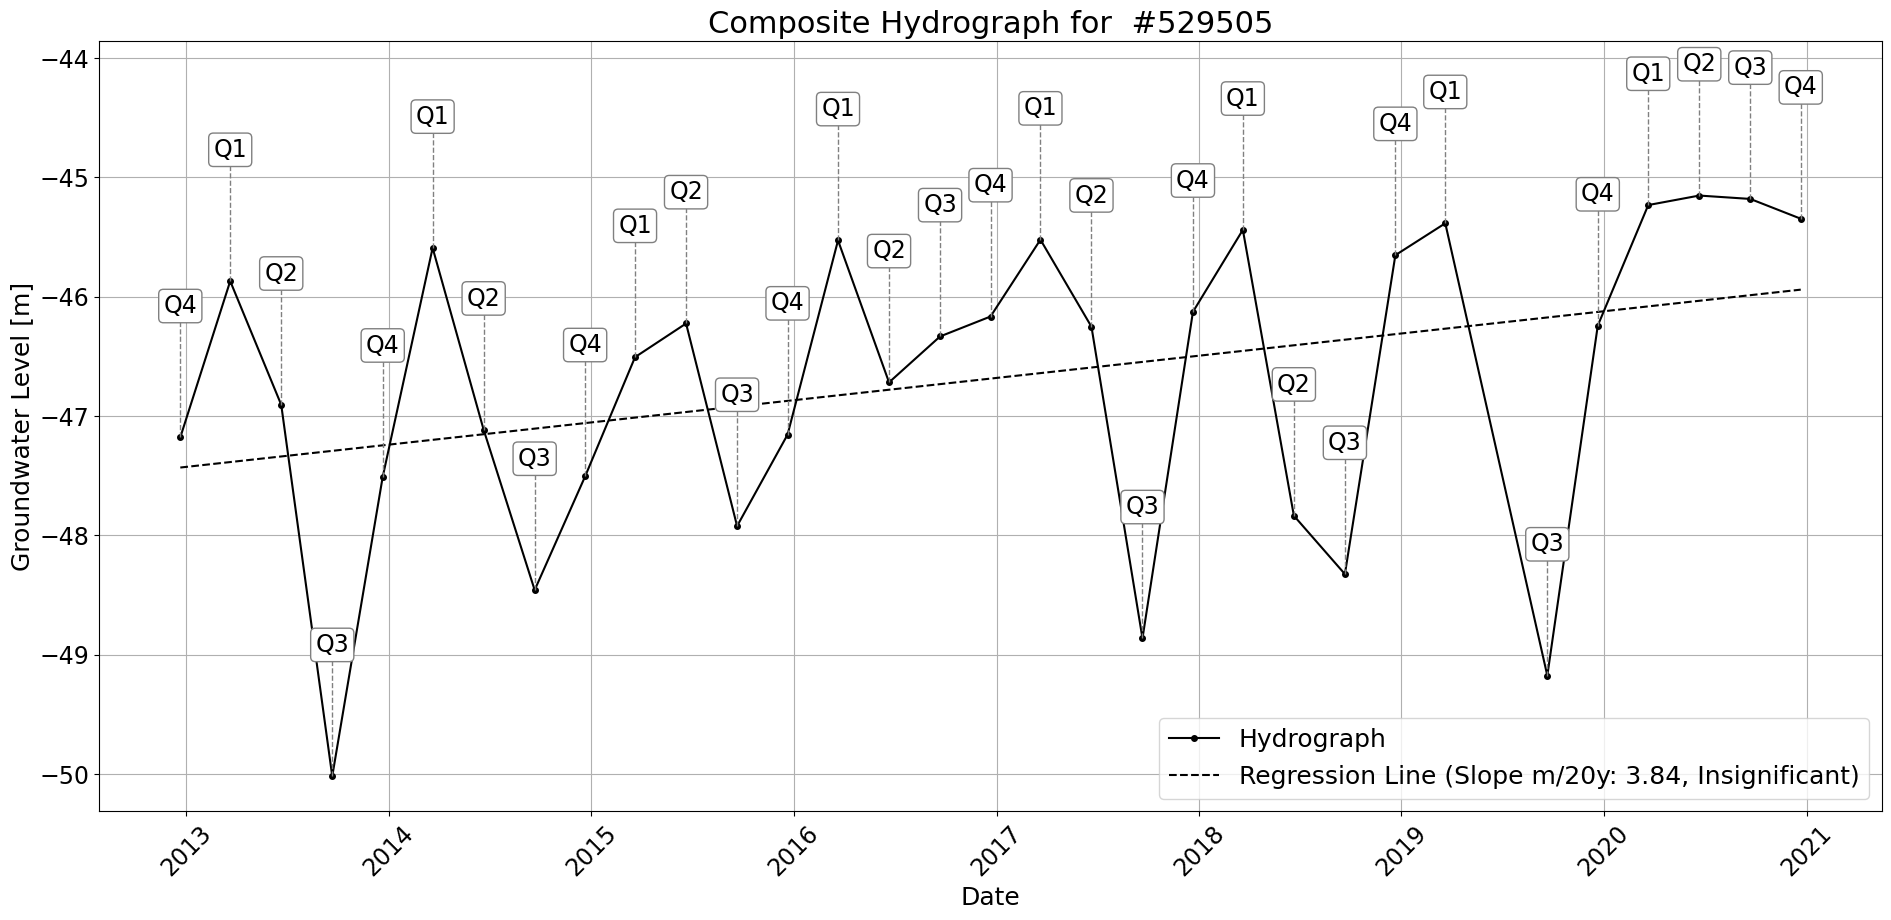 Composite Hydrograph for  #529505
Groundwater Level [m]
−44
−45
−46
−47
−48
−49
−50
Q4
Q1
Q2
Q3
Q4
Q1
Q2
Q3
Q4
Q1
Q2
Q3
Q4
Q1
Q2
Q3
Q4
Q1
Q2
Q3
Q4
Q1
Q2
Q3
Q4
Q1
Q3
Q4
Q1
Q2
Q3
Q4
Hydrograph
Regression Line (Slope m/20y: 3.84, Insignificant)
2013
2014
2015
2016
2017
2018
2019
2020
2021
Date